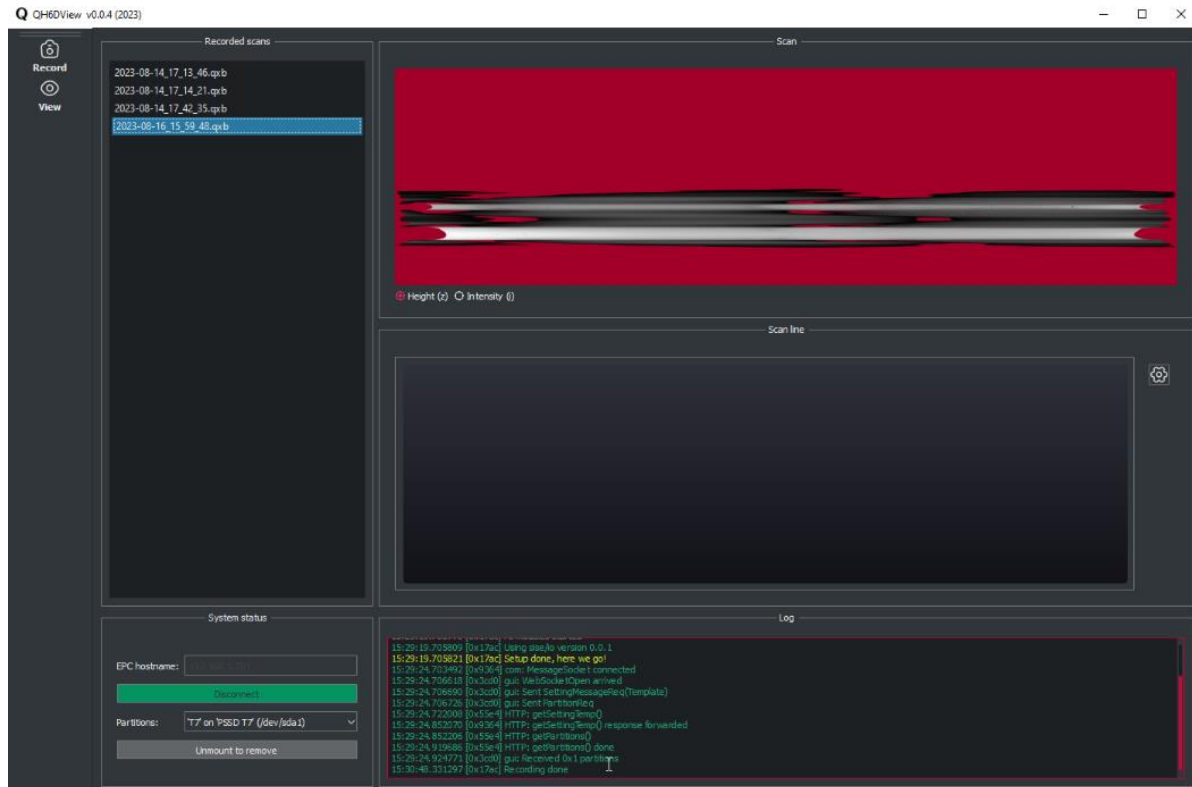 QH6DView v0.0.4 (2023)
Record
View
Recorded scans
2023-08-14_17_13_46.qxb
2023-08-14_17_14_21.qxb
2023-08-14_17_42_35.qxb
2023-08-16_15_59_48.qxb
Scan
Height (z) Intensity (i)
Scan line
System status
EPC hostname:
Disconnect
Partitions: 'T7' on 'PSSD T7' (/dev/sda1)
Unmount to remove
Log
15:29:19.705809 [0x17ac] Using sise/io version 0.0.1
15:29:19.705821 [0x17ac] Setup done, here we go!
15:29:24.703492 [0x9364] com: MessageSocket connected
15:29:24.706518 [0x3cd0] gui: WebSocketOpen arrived
15:29:24.706690 [0x3cd0] gui: Sent SettingMessageReq(Template)
15:29:24.706726 [0x3cd0] gui: Sent PartitionReq
15:29:24.722008 [0x55e4] HTTP: getSettingTemp()
15:29:24.852070 [0x9364] HTTP: getSettingTemp() response forwarded
15:29:24.852206 [0x55e4] HTTP: getPartitions()
15:29:24.919686 [0x55e4] HTTP: getPartitions() done
15:29:24.924771 [0x3cd0] gui: Received 0x1 partitions
15:30:48.331297 [0x17ac] Recording done